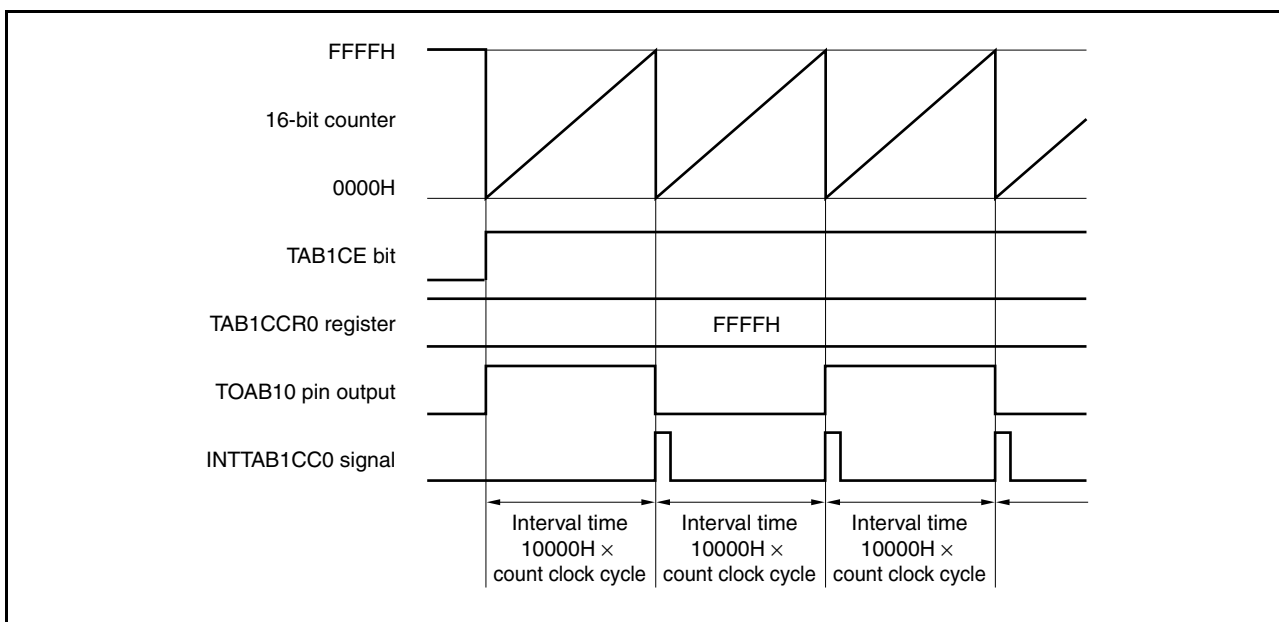 FFFFH
16-bit counter
0000H
TAB1CE bit
TAB1CCR0 register
FFFFH
TOAB10 pin output
INTTAB1CC0 signal
Interval time
10000H ×
count clock cycle
Interval time
10000H ×
count clock cycle
Interval time
10000H ×
count clock cycle